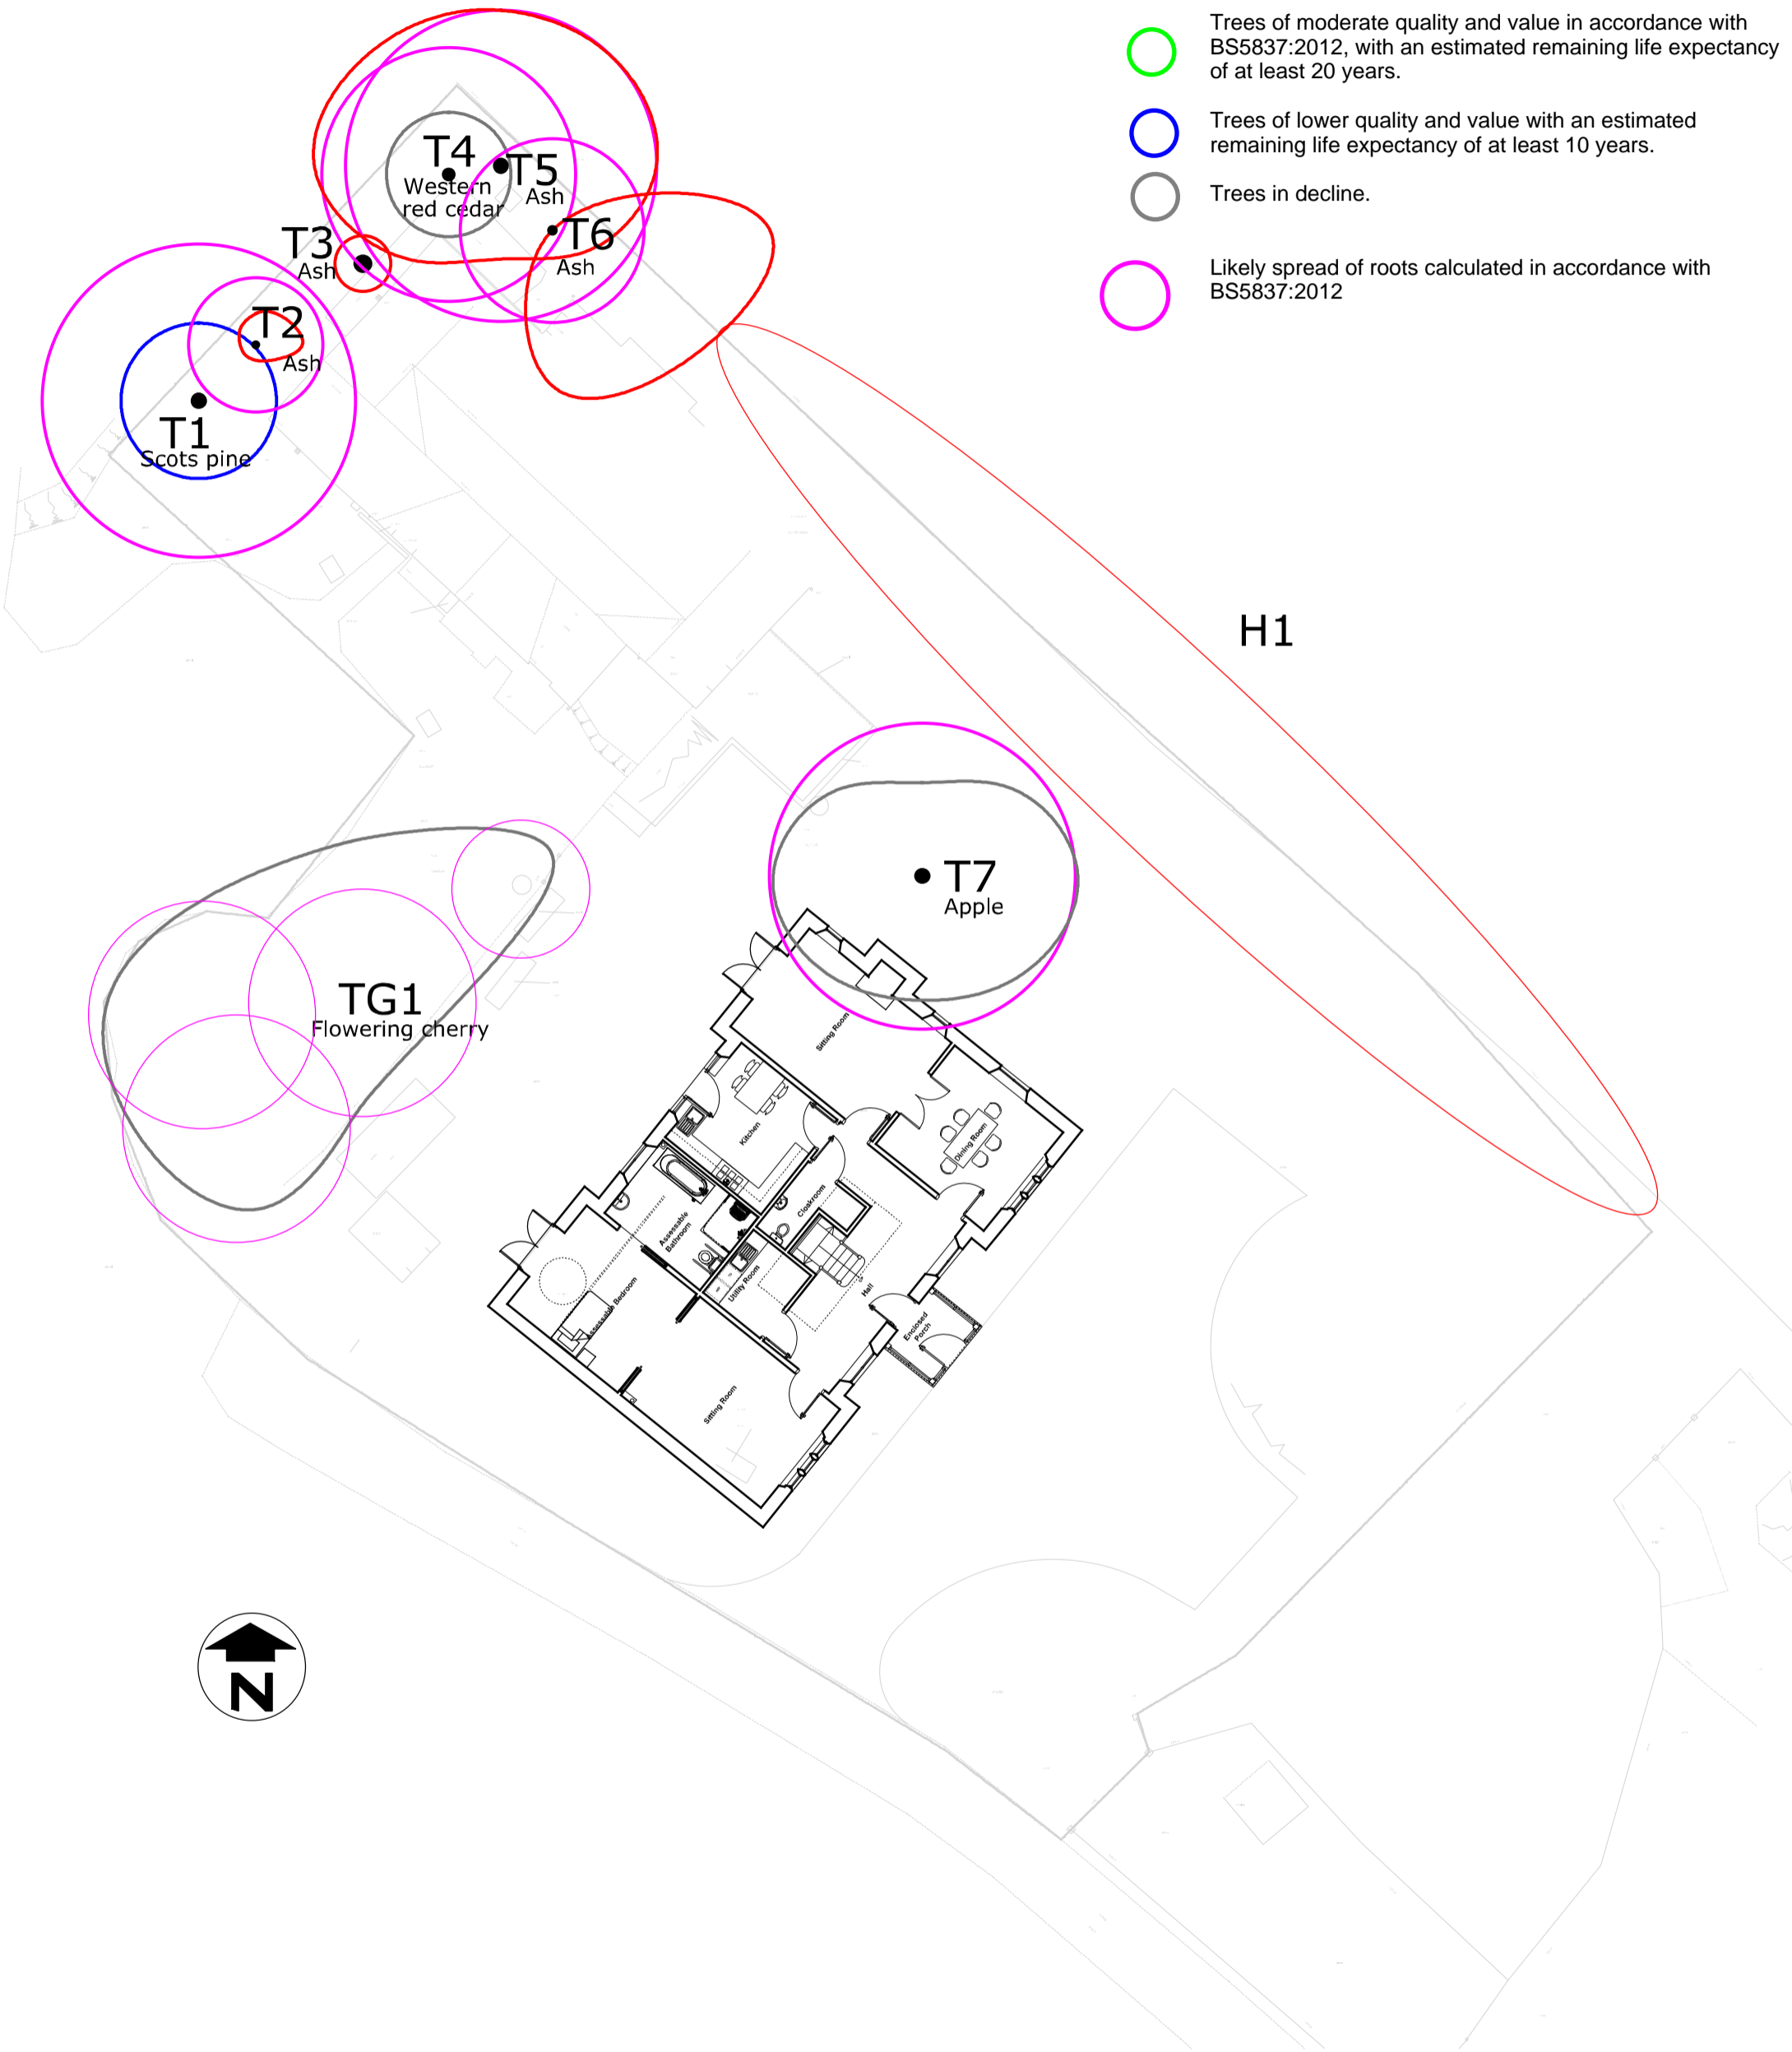 Trees of moderate quality and value in accordance with
BS5837:2012, with an estimated remaining life expectancy
of at least 20 years.
Trees of lower quality and value with an estimated
remaining life expectancy of at least 10 years.
Trees in decline.
Likely spread of roots calculated in accordance with
BS5837:2012
T4
Western
red cedar
T5
Ash
T6
Ash
T3
Ash
T2
Ash
T1
Scots pine
H1
T7
Apple
TG1
Flowering cherry
Sitting Room
Kitchen
Dining Room
Cloakroom
Assessable
Bathroom
Utility Room
Hall
Enclosed
Porch
Assessable Bedroom
Sitting Room
N